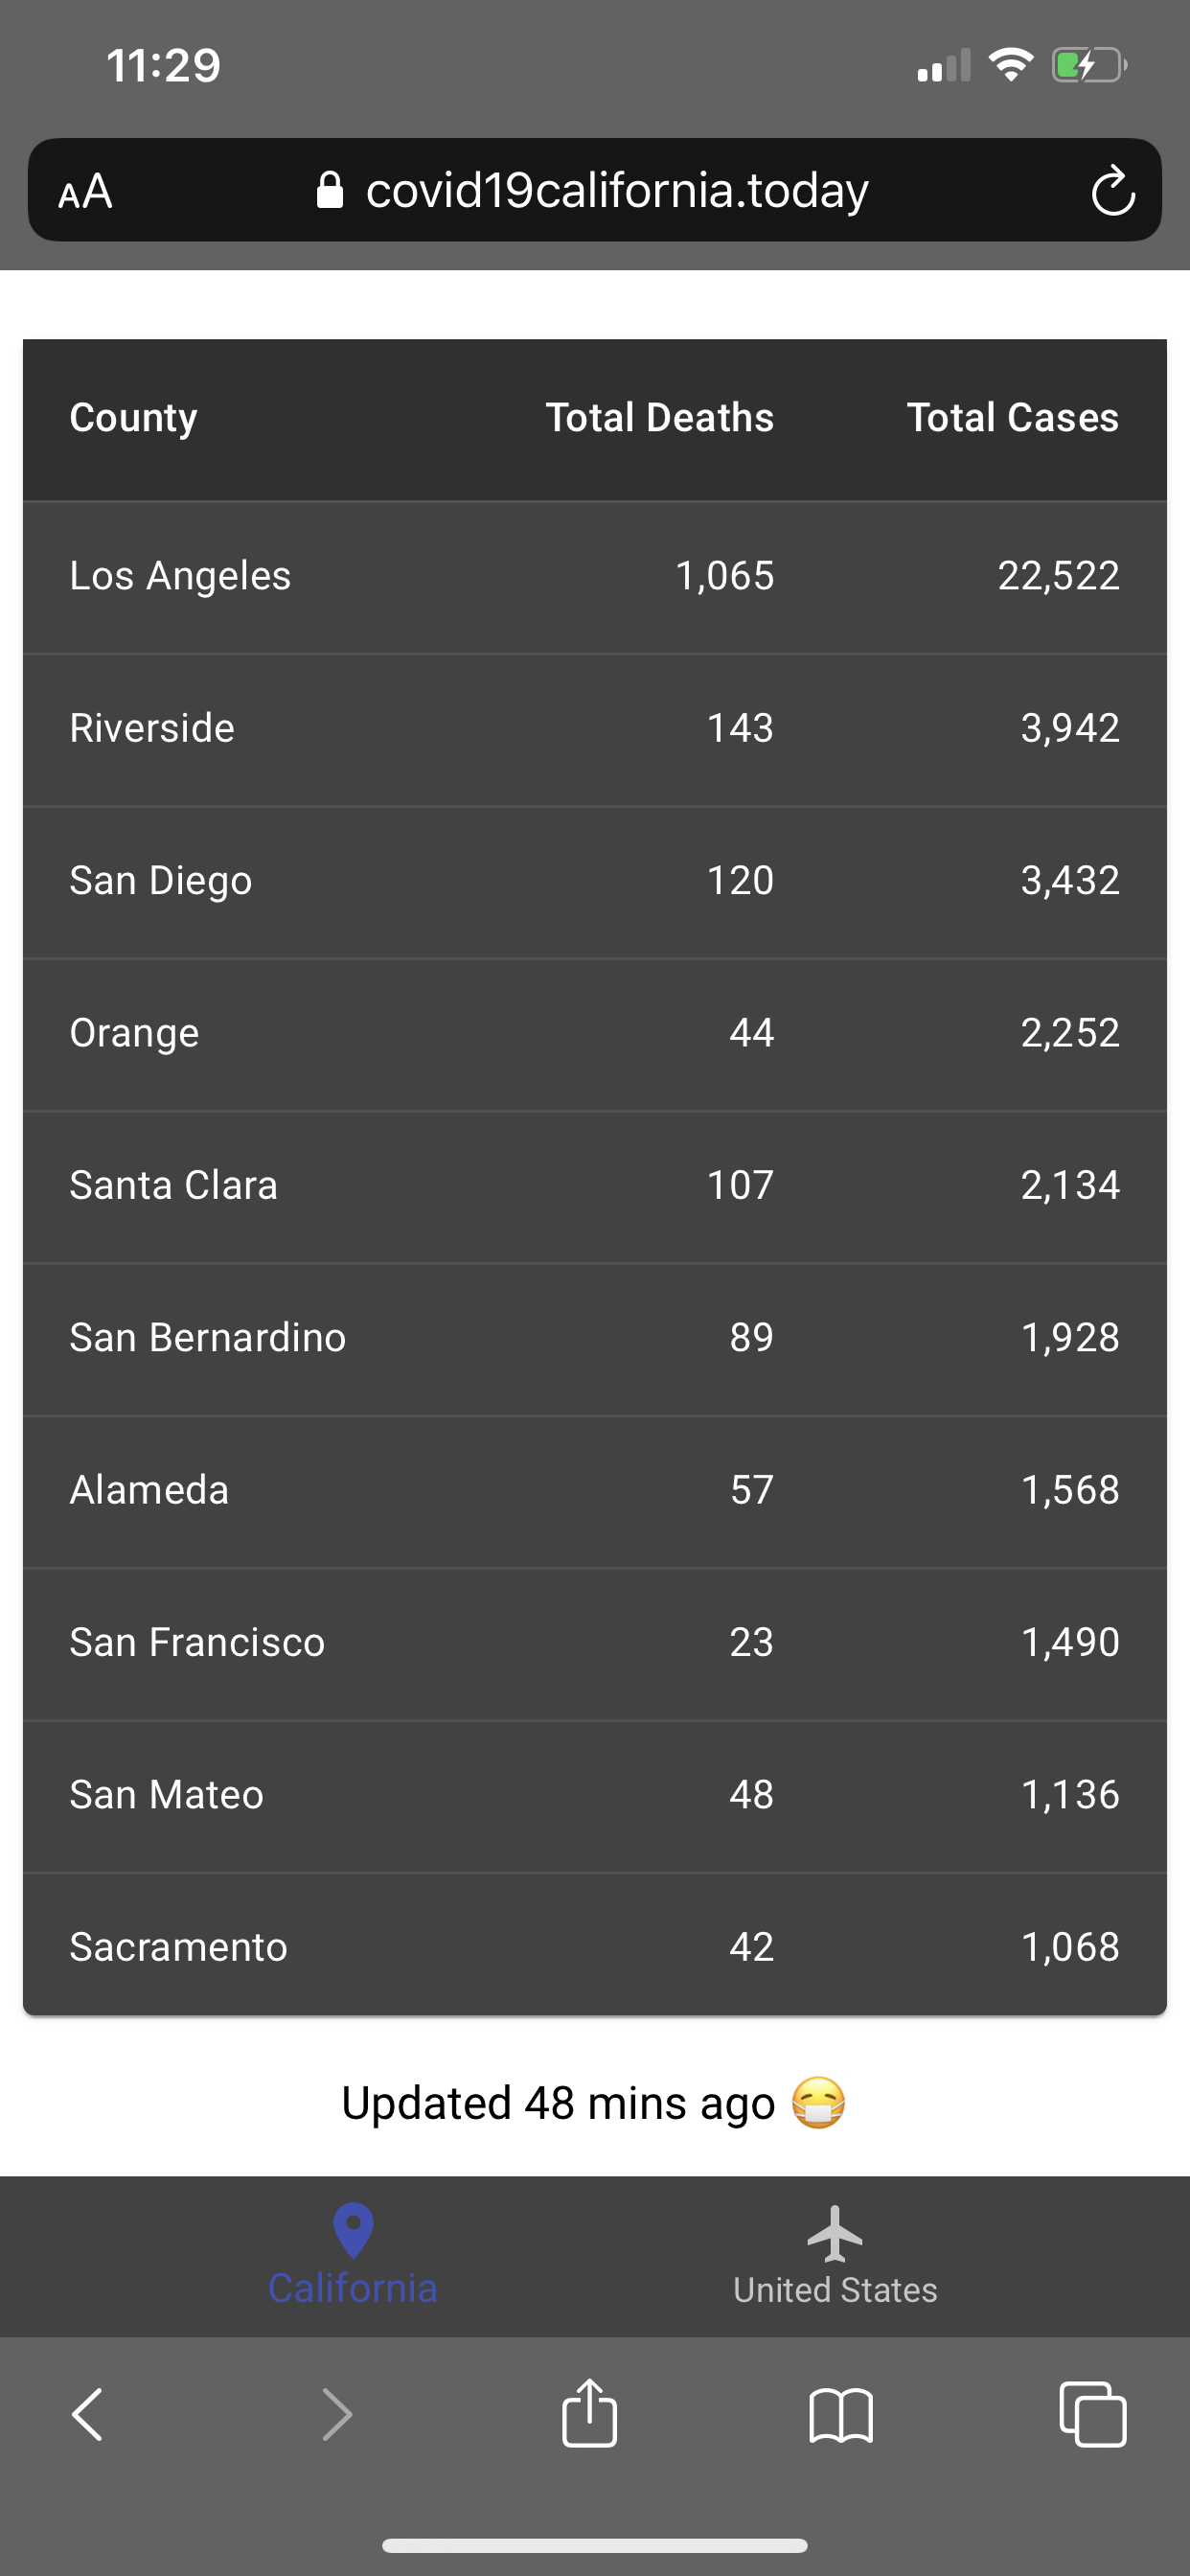 11:29
AA covid19california.today
County Total Deaths Total Cases
Los Angeles 1,065 22,522
Riverside 143 3,942
San Diego 120 3,432
Orange 44 2,252
Santa Clara 107 2,134
San Bernardino 89 1,928
Alameda 57 1,568
San Francisco 23 1,490
San Mateo 48 1,136
Sacramento 42 1,068
Updated 48 mins ago 😷
California United States